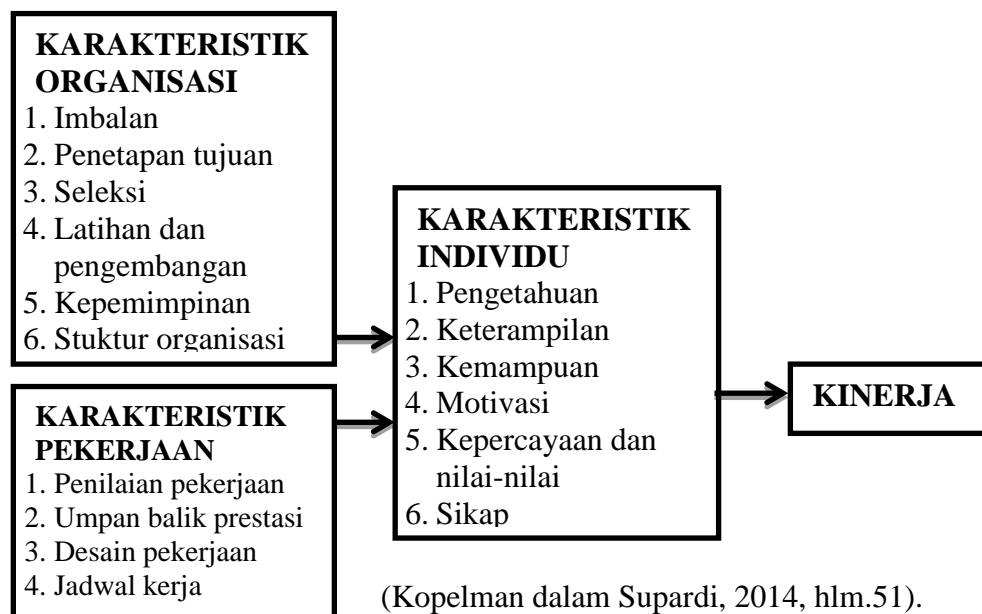 KARAKTERISTIK
ORGANISASI
1. Imbalan
2. Penetapan tujuan
3. Seleksi
4. Latihan dan
pengembangan
5. Kepemimpinan
6. Stuktur organisasi
KARAKTERISTIK
PEKERJAAN
1. Penilaian pekerjaan
2. Umpan balik prestasi
3. Desain pekerjaan
4. Jadwal kerja
KARAKTERISTIK
INDIVIDU
1. Pengetahuan
2. Keterampilan
3. Kemampuan
4. Motivasi
5. Kepercayaan dan
nilai-nilai
6. Sikap
KINERJA
(Kopelman dalam Supardi, 2014, hlm.51).